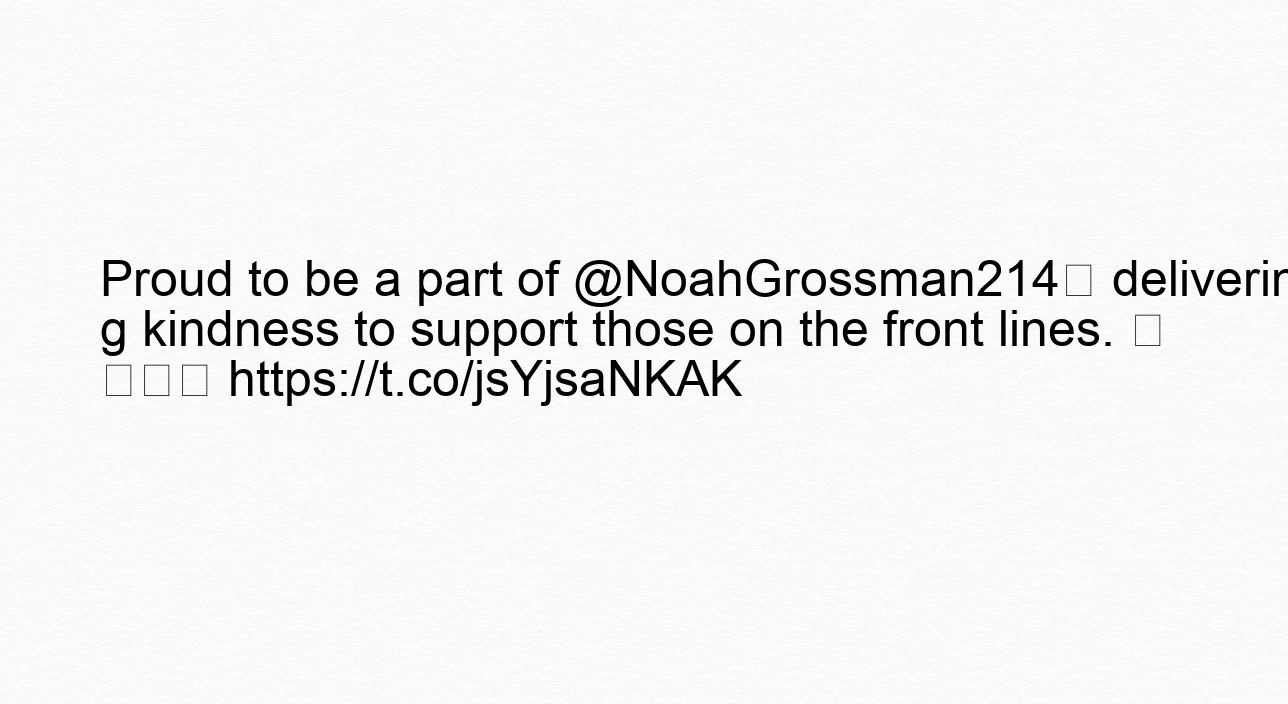 Proud to be a part of @NoahGrossman214□ deliverin
g kindness to support those on the front lines. □
□□□ https://t.co/jsYjsaNKAK